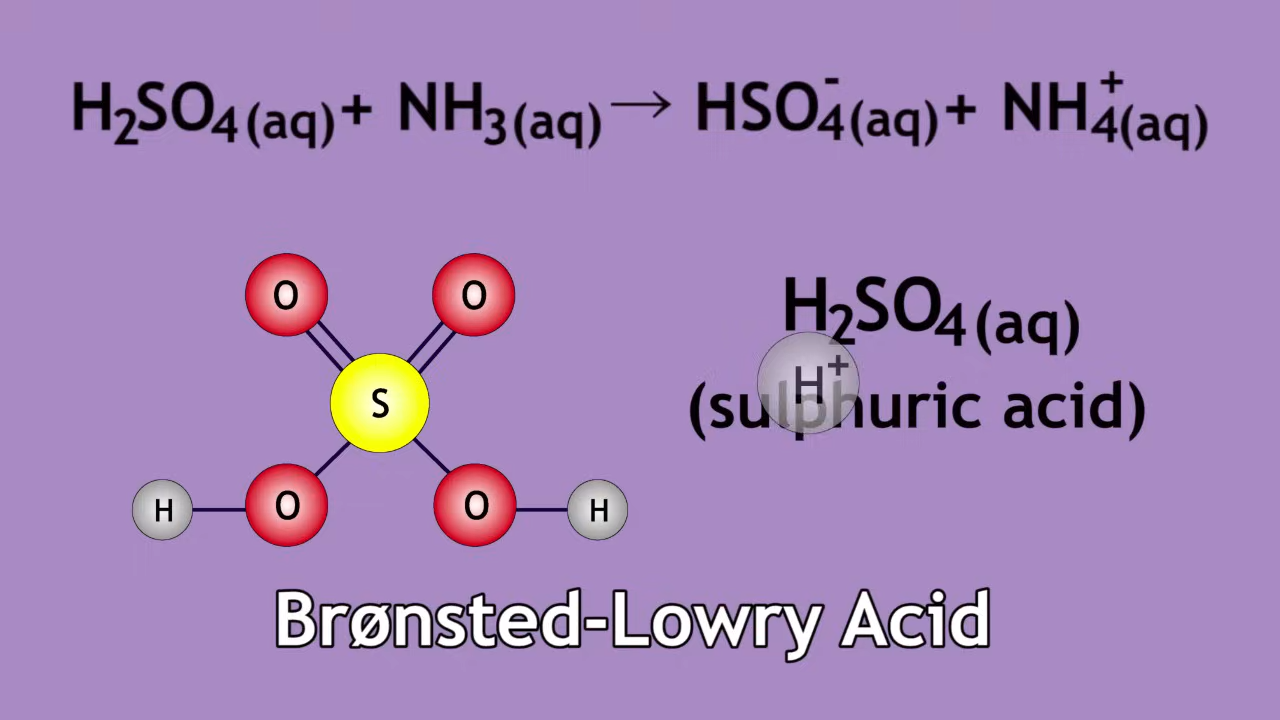 H₂SO₄(aq) + NH₃(aq) → HSO₄⁻(aq) + NH₄⁺(aq)
O O
S
H O O H
H₂SO₄(aq)
H⁺
(sulphuric acid)
Brønsted-Lowry Acid